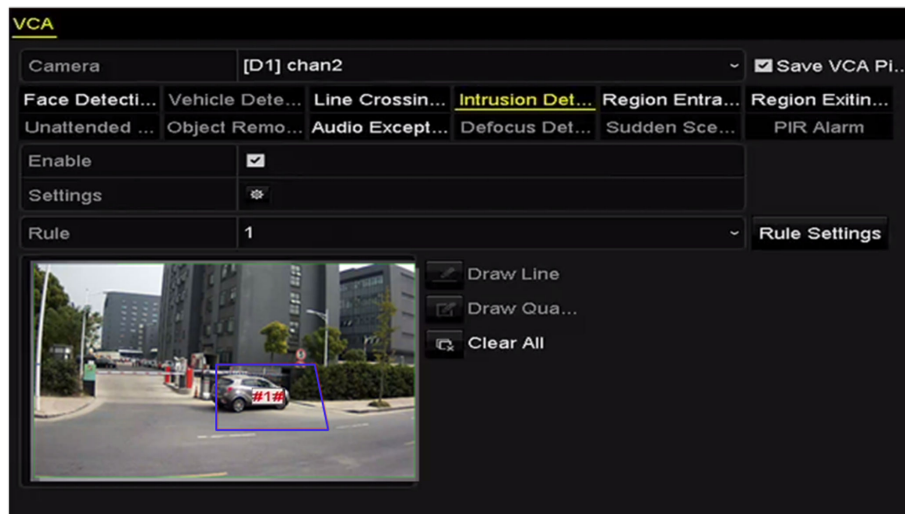 VCA
Camera [D1] chan2 Save VCA Pi..
Face Detecti... Vehicle Dete... Line Crossin... Intrusion Det... Region Entra... Region Exitin...
Unattended ... Object Remo... Audio Except... Defocus Det... Sudden Sce... PIR Alarm
Enable
Settings
Rule 1 Rule Settings
Draw Line
Draw Qua...
Clear All
#1#